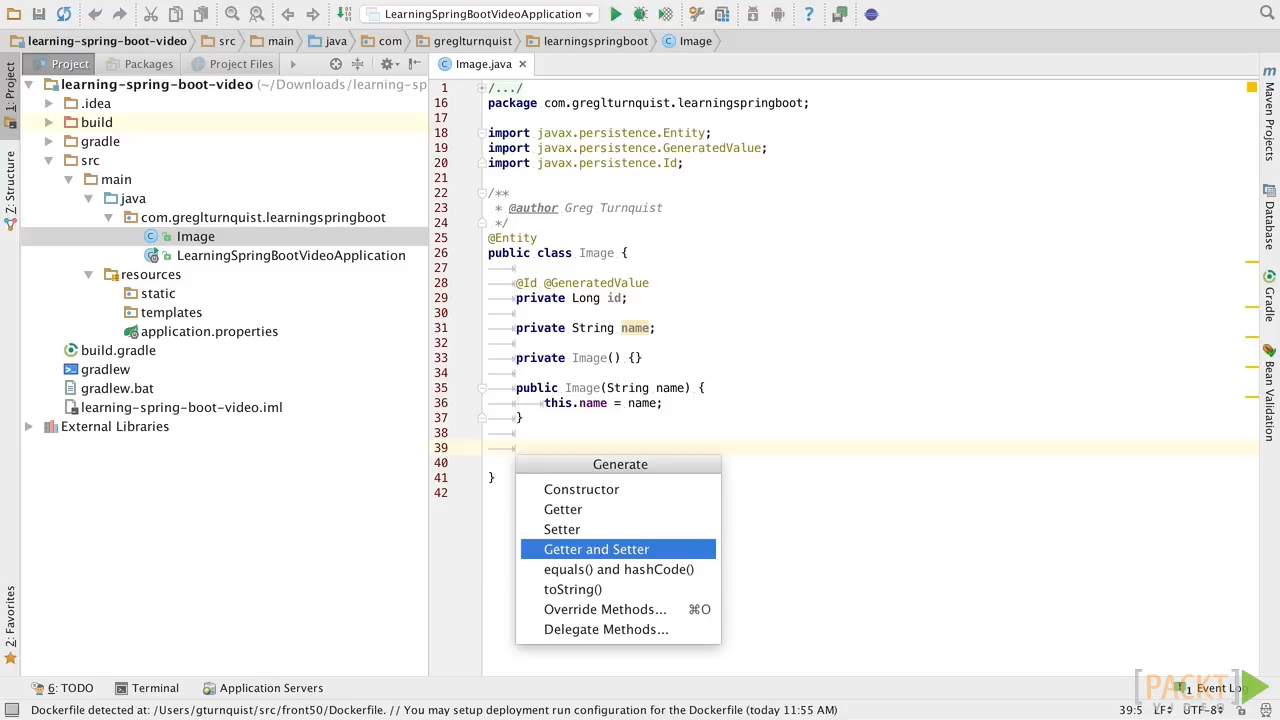 LearningSpringBootVideoApplication
learning-spring-boot-video
src
main
java
com
greglturnquist
learningspringboot
Image
Project
Packages
Project Files
Image.java
1: Project
Z: Structure
2: Favorites
learning-spring-boot-video (~/Downloads/learning-sp
.idea
build
gradle
src
main
java
com.greglturnquist.learningspringboot
Image
LearningSpringBootVideoApplication
resources
static
templates
application.properties
build.gradle
gradlew
gradlew.bat
learning-spring-boot-video.iml
External Libraries
1 /.../
16 package com.greglturnquist.learningspringboot;
17
18 import javax.persistence.Entity;
19 import javax.persistence.GeneratedValue;
20 import javax.persistence.Id;
21
22 /**
23 * @author Greg Turnquist
24 */
25 @Entity
26 public class Image {
27
28 @Id @GeneratedValue
29 private Long id;
30
31 private String name;
32
33 private Image() {}
34
35 public Image(String name) {
36 this.name = name;
37 }
38
39
40
41 }
42
Generate
Constructor
Getter
Setter
Getter and Setter
equals() and hashCode()
toString()
Override Methods... ⌘O
Delegate Methods...
m Maven Projects
Database
Gradle
Bean Validation
6: TODO
Terminal
Application Servers
1 Event Log
[PACKT]
VIDEO
Dockerfile detected at: /Users/gturnquist/src/front50/Dockerfile. // You may setup deployment run configuration for the Dockerfile (today 11:55 AM)
39:5 LF÷ UTF-8÷